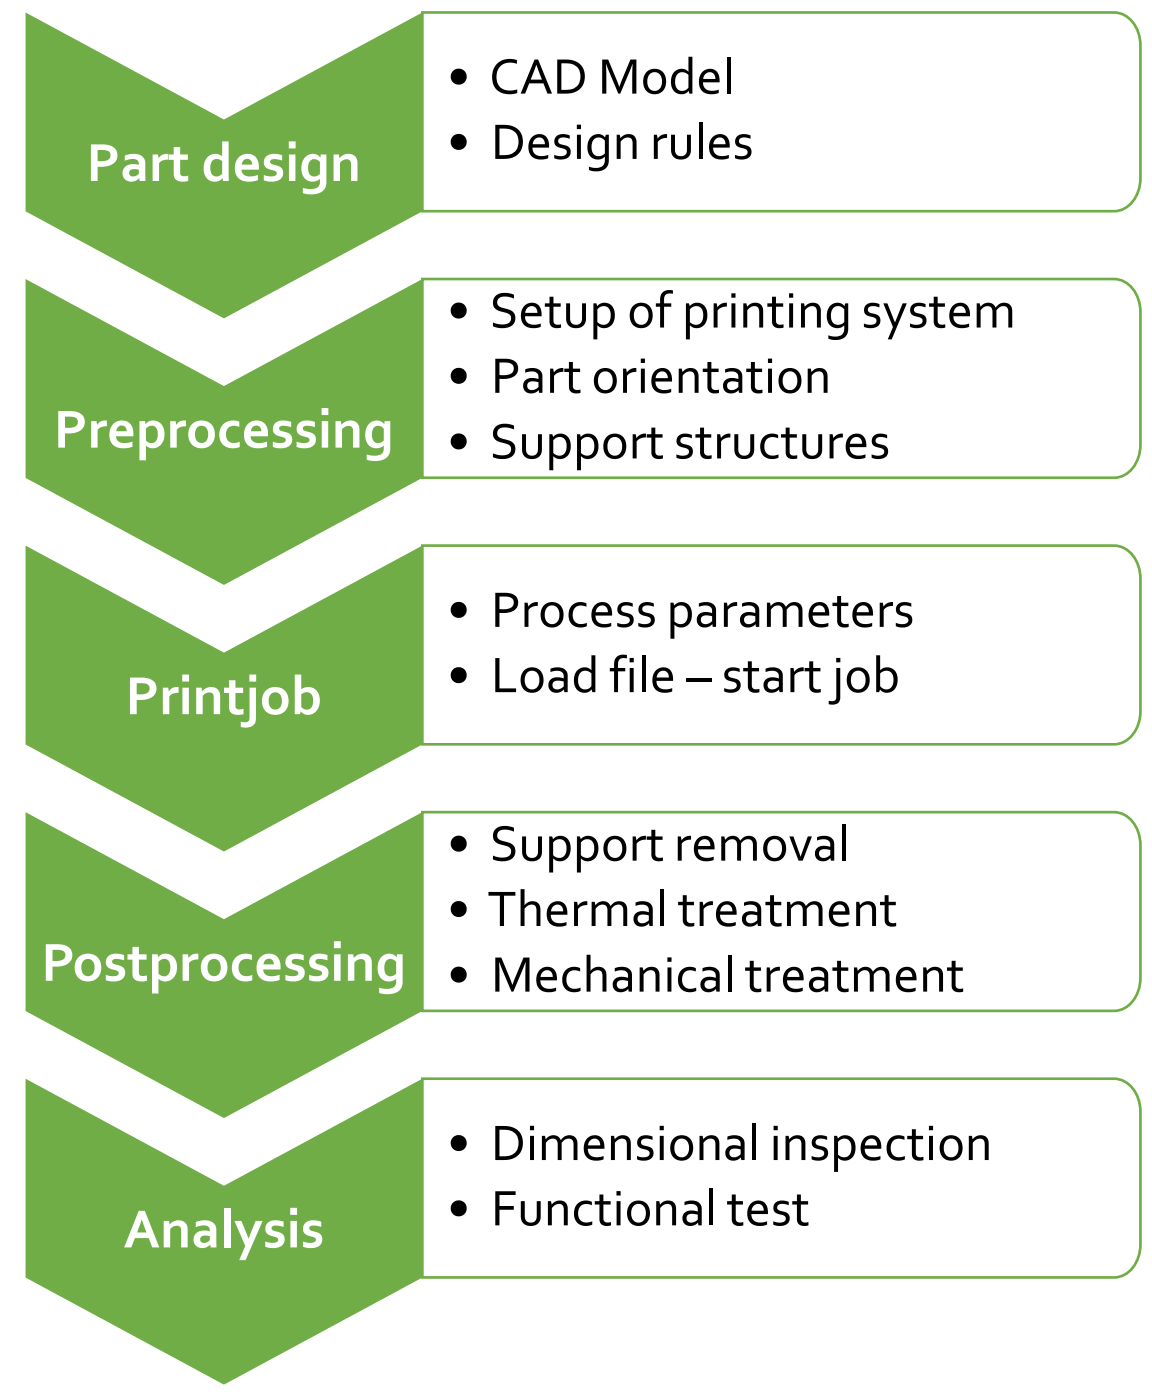 Part design
• CAD Model
• Design rules
Preprocessing
• Setup of printing system
• Part orientation
• Support structures
Printjob
• Process parameters
• Load file – start job
Postprocessing
• Support removal
• Thermal treatment
• Mechanical treatment
Analysis
• Dimensional inspection
• Functional test